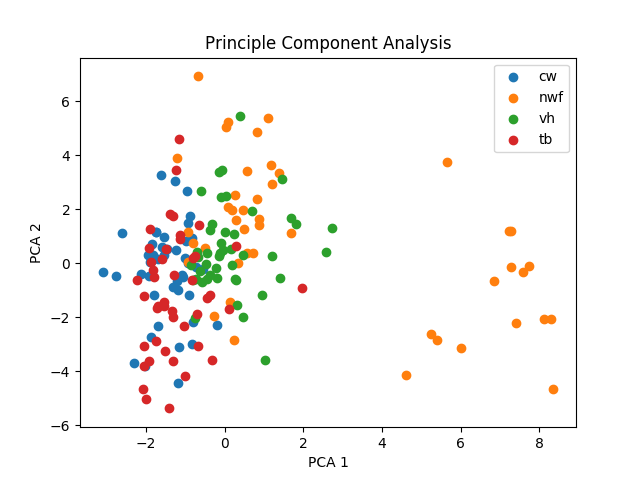 Principle Component Analysis
cw
nwf
vh
tb
PCA 2
6
4
2
0
−2
−4
−6
−2
0
2
4
6
8
PCA 1